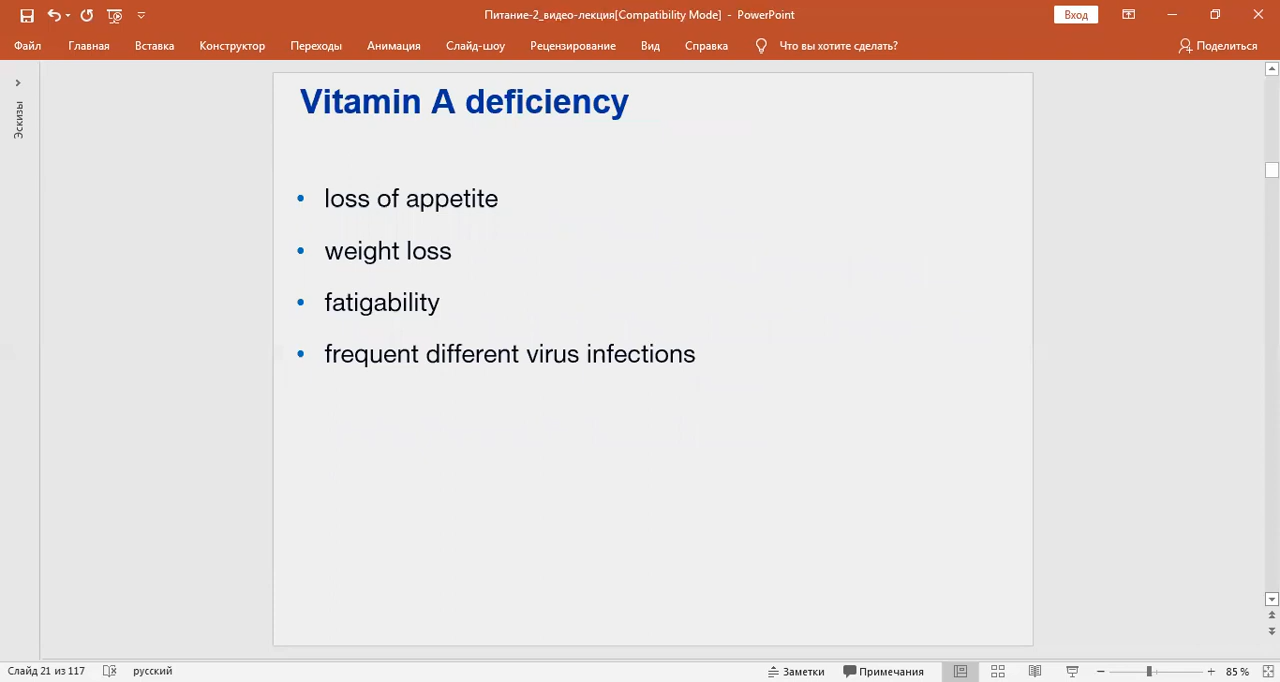 Питание-2_видео-лекция[Compatibility Mode] - PowerPoint
Вход
Файл Главная Вставка Конструктор Переходы Анимация Слайд-шоу Рецензирование Вид Справка Что вы хотите сделать? Поделиться
Эскизы
Vitamin A deficiency
• loss of appetite
• weight loss
• fatigability
• frequent different virus infections
Слайд 21 из 117 русский Заметки Примечания 85 %